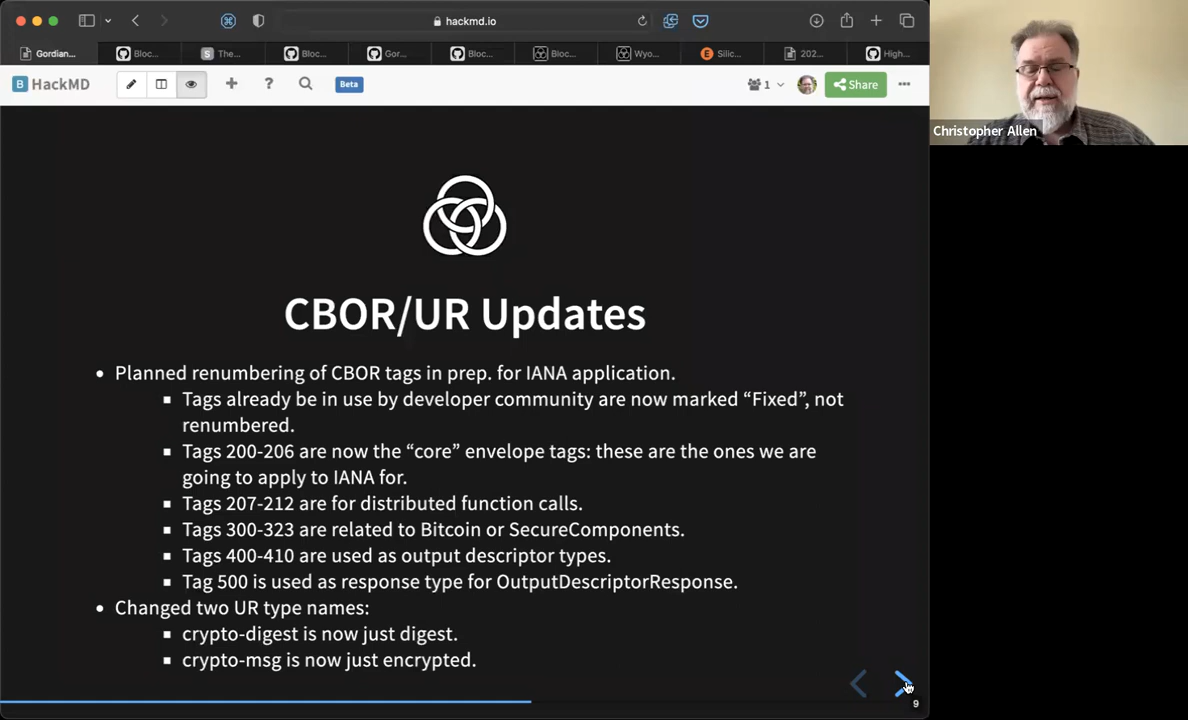 hackmd.io
Gordian...
Bloc...
The...
Bloc...
Gor...
Bloc...
Bloc...
Wyo...
Silic...
202...
High...
HackMD
Beta
1
Share
Christopher Allen
CBOR/UR Updates
Planned renumbering of CBOR tags in prep. for IANA application.
Tags already be in use by developer community are now marked “Fixed”, not
renumbered.
Tags 200-206 are now the “core” envelope tags: these are the ones we are
going to apply to IANA for.
Tags 207-212 are for distributed function calls.
Tags 300-323 are related to Bitcoin or SecureComponents.
Tags 400-410 are used as output descriptor types.
Tag 500 is used as response type for OutputDescriptorResponse.
Changed two UR type names:
crypto-digest is now just digest.
crypto-msg is now just encrypted.
9